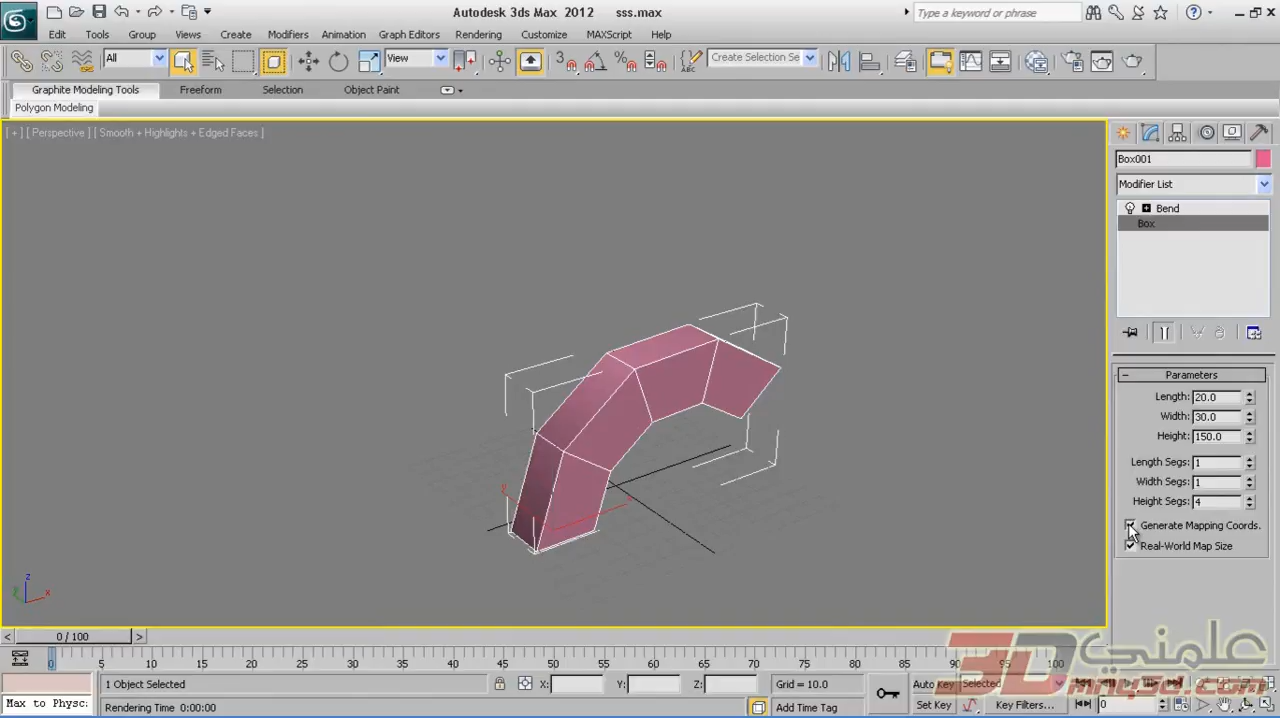 Autodesk 3ds Max 2012 sss.max
Type a keyword or phrase
Edit Tools Group Views Create Modifiers Animation Graph Editors Rendering Customize MAXScript Help
All View 3 ABC Create Selection Se
Graphite Modeling Tools Freeform Selection Object Paint
Polygon Modeling
[ + ] [ Perspective ] [ Smooth + Highlights + Edged Faces ]
Box001
Modifier List
Bend
Box
Parameters
Length: 20.0
Width: 30.0
Height: 150.0
Length Segs: 1
Width Segs: 1
Height Segs: 4
Generate Mapping Coords.
Real-World Map Size
z
x
0 / 100
0 5 10 15 20 25 30 35 40 45 50 55 60 65 70 75 80 85 90 95 100
علمني
1 Object Selected X: Y: Z: Grid = 10.0 Auto Key Selected
Max to Physc: Rendering Time 0:00:00 Add Time Tag Set Key Key Filters... 0